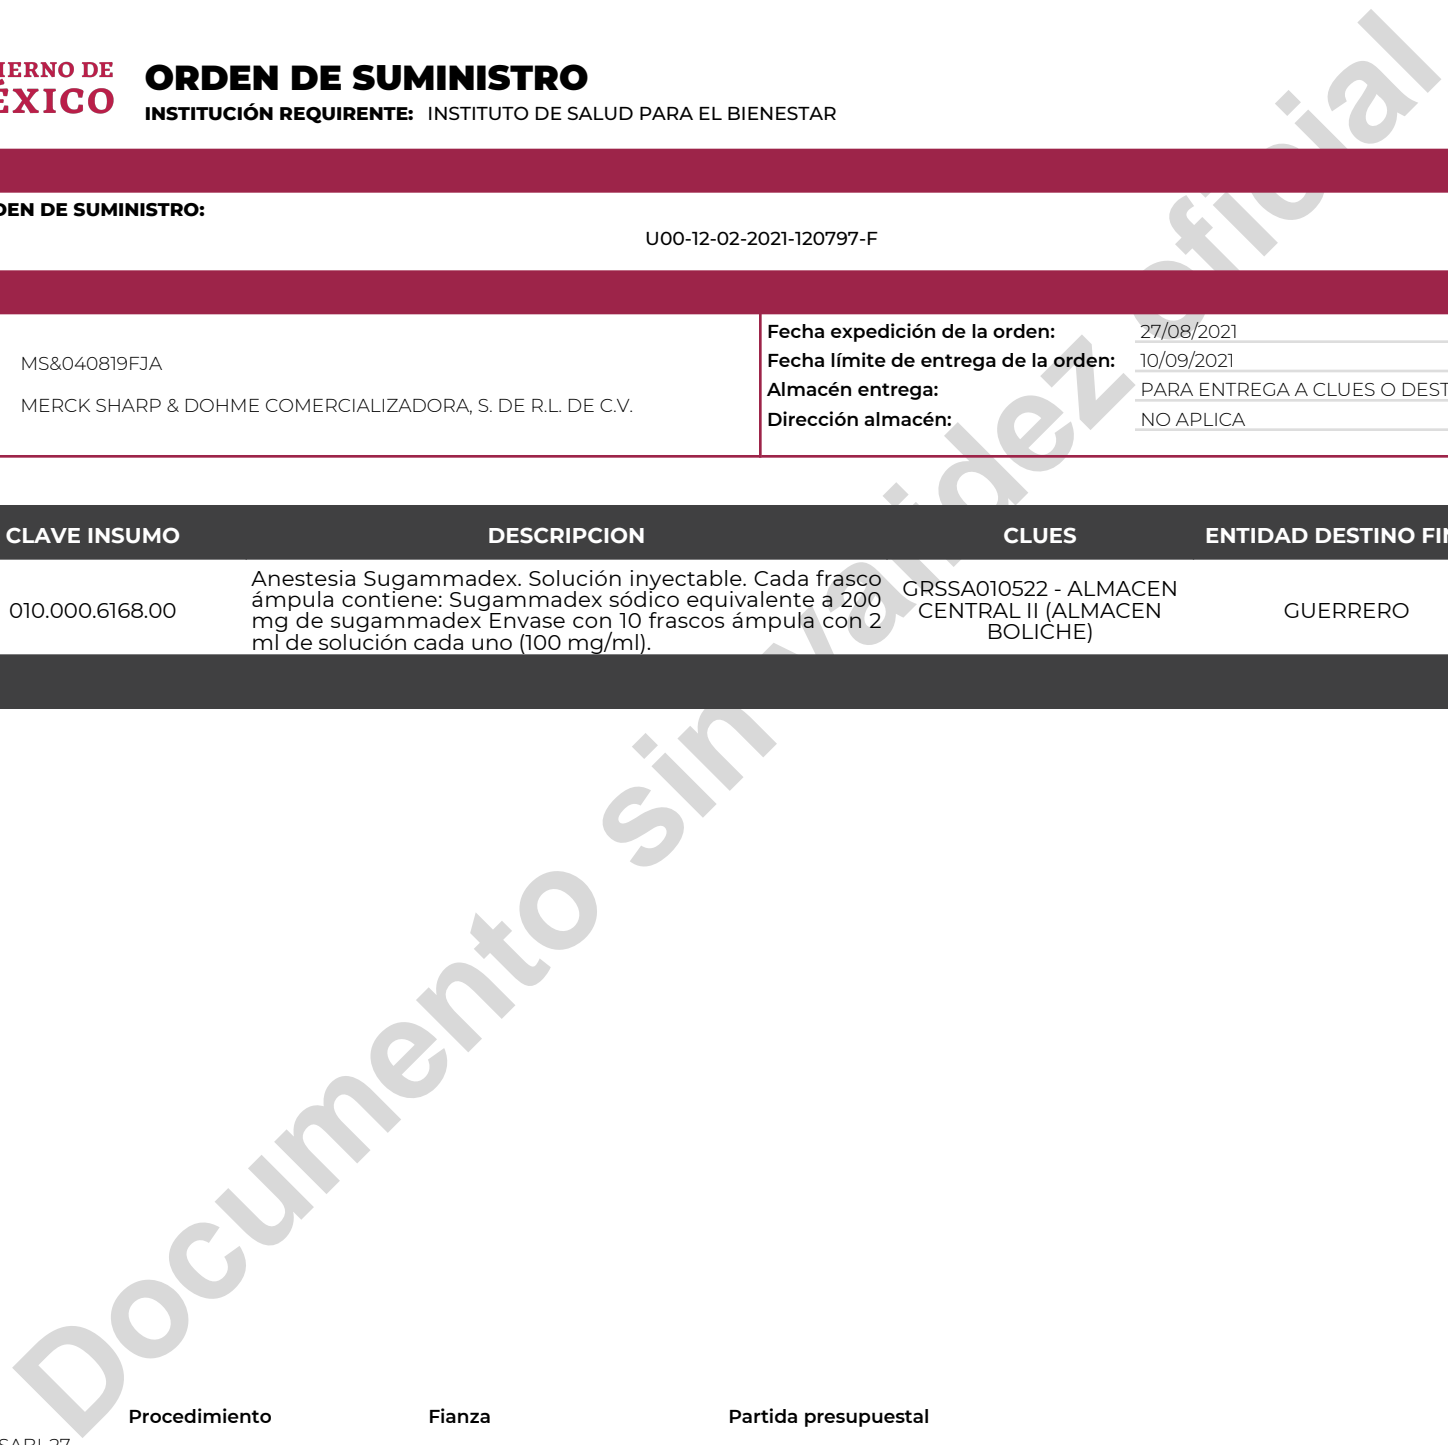 IERNO DE
ÉXICO
ORDEN DE SUMINISTRO
INSTITUCIÓN REQUIRENTE: INSTITUTO DE SALUD PARA EL BIENESTAR
DEN DE SUMINISTRO:
U00-12-02-2021-120797-F
MS&040819FJA
MERCK SHARP & DOHME COMERCIALIZADORA, S. DE R.L. DE C.V.
Fecha expedición de la orden: 27/08/2021
Fecha límite de entrega de la orden: 10/09/2021
Almacén entrega: PARA ENTREGA A CLUES O DEST
Dirección almacén: NO APLICA
CLAVE INSUMO DESCRIPCION CLUES ENTIDAD DESTINO FIN
010.000.6168.00
Anestesia Sugammadex. Solución inyectable. Cada frasco
ámpula contiene: Sugammadex sódico equivalente a 200
mg de sugammadex Envase con 10 frascos ámpula con 2
ml de solución cada uno (100 mg/ml).
GRSSA010522 - ALMACEN
CENTRAL II (ALMACEN
BOLICHE)
GUERRERO
Documento sin validez oficial
Procedimiento Fianza Partida presupuestal